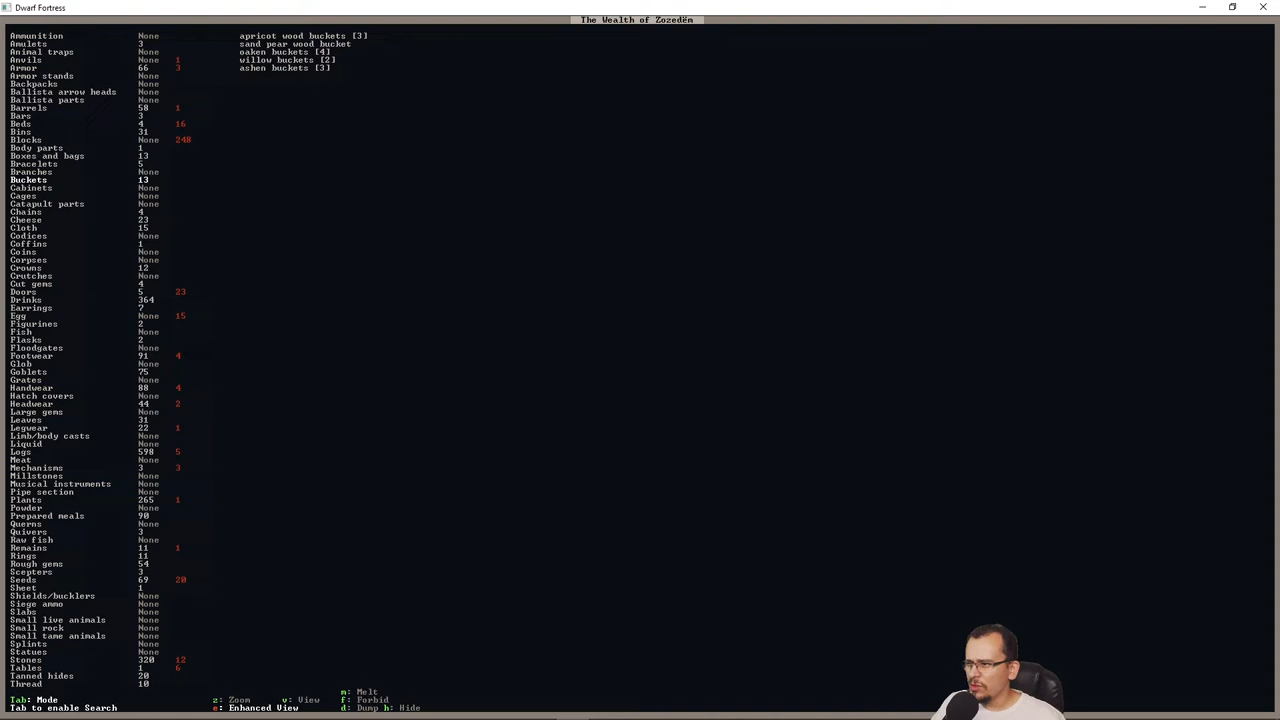 Dwarf Fortress
The Wealth of Zozedëm
Ammunition None apricot wood buckets [3]
Amulets 3 sand pear wood bucket
Animal traps None oaken buckets [4]
Anvils None 1 willow buckets [2]
Armor 66 3 ashen buckets [3]
Armor stands None
Backpacks None
Ballista arrow heads None
Ballista parts None
Barrels 58 1
Bars 3
Beds 4 16
Bins 31
Blocks None 248
Body parts 1
Boxes and bags 13
Bracelets 5
Branches None
Buckets 13
Cabinets None
Cages None
Catapult parts None
Chains 4
Cheese 23
Cloth 15
Codices None
Coffins 1
Coins None
Corpses None
Crowns 12
Crutches None
Cut gems 4
Doors 5 23
Drinks 364
Earrings 7
Egg None 15
Figurines 2
Fish None
Flasks 2
Floodgates None
Footwear 91 4
Glob None
Goblets 75
Grates None
Handwear 88 4
Hatch covers None
Headwear 44 2
Large gems None
Leaves 31
Legwear 22 1
Limb/body casts None
Liquid None
Logs 598 5
Meat None
Mechanisms 3 3
Millstones None
Musical instruments None
Pipe section None
Plants 265 1
Powder None
Prepared meals 90
Querns None
Quivers 3
Raw fish None
Remains 11 1
Rings 11
Rough gems 54
Scepters 3
Seeds 69 20
Sheet 1
Shields/bucklers None
Siege ammo None
Slabs None
Small live animals None
Small rock None
Small tame animals None
Splints None
Statues None
Stones 320 12
Tables 1 6
Tanned hides 20
Thread 10
m: Melt
Tab: Mode z: Zoom v: View f: Forbid
Tab to enable Search e: Enhanced View d: Dump h: Hide